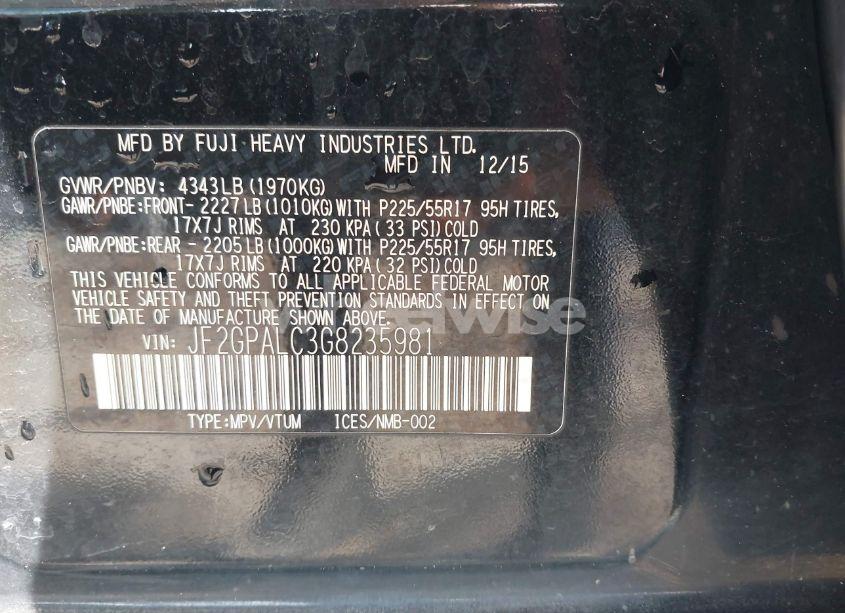 MFD BY FUJI HEAVY INDUSTRIES LTD.
MFD IN 12/15
GVWR/PNBV: 4343LB(1970KG)
GAWR/PNBE:FRONT- 2227LB(1010KG)WITH P225/55R17 95H TIRES,
17X7J RIMS AT 230 KPA( 33 PSI)COLD
GAWR/PNBE:REAR - 2205LB(1000KG)WITH P225/55R17 95H TIRES,
17X7J RIMS AT 220 KPA( 32 PSI)COLD
THIS VEHICLE CONFORMS TO ALL APPLICABLE FEDERAL MOTOR
VEHICLE SAFETY AND THEFT PREVENTION STANDARDS IN EFFECT ON
THE DATE OF MANUFACTURE SHOWN ABOVE.
VIN: JF2GPALC3G8235981
TYPE:MPV/VTUM ICES/NMB-002